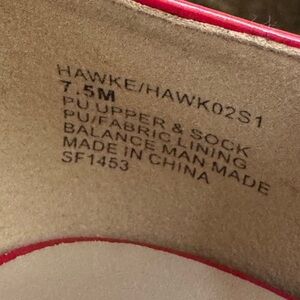 HAWKE/HAWK02S1
7.5M
PU UPPER & SOCK
PU/FABRIC LINING
BALANCE MAN MADE
MADE IN CHINA
SF1453